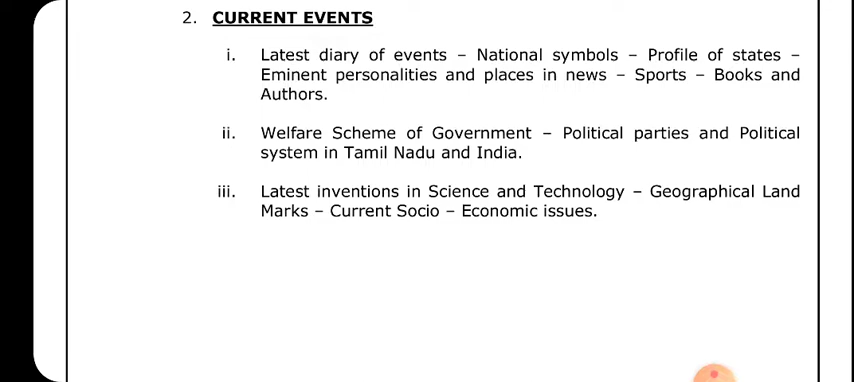 2. CURRENT EVENTS
i. Latest diary of events – National symbols – Profile of states –
Eminent personalities and places in news – Sports – Books and
Authors.
ii. Welfare Scheme of Government – Political parties and Political
system in Tamil Nadu and India.
iii. Latest inventions in Science and Technology – Geographical Land
Marks – Current Socio – Economic issues.